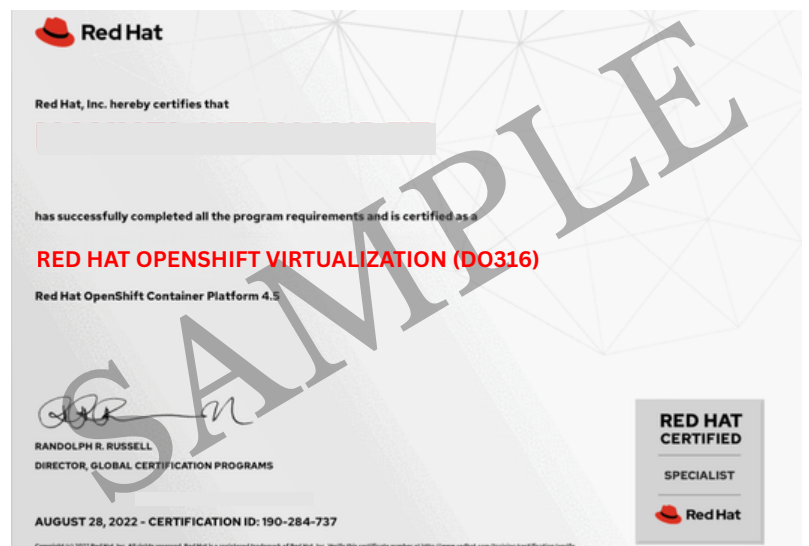 Red Hat
Red Hat, Inc. hereby certifies that
has successfully completed all the program requirements and is certified as a
RED HAT OPENSHIFT VIRTUALIZATION (DO316)
Red Hat OpenShift Container Platform 4.5
SAMPLE
RANDOLPH R. RUSSELL
DIRECTOR, GLOBAL CERTIFICATION PROGRAMS
AUGUST 28, 2022 - CERTIFICATION ID: 190-284-737
RED HAT
CERTIFIED
SPECIALIST
Red Hat